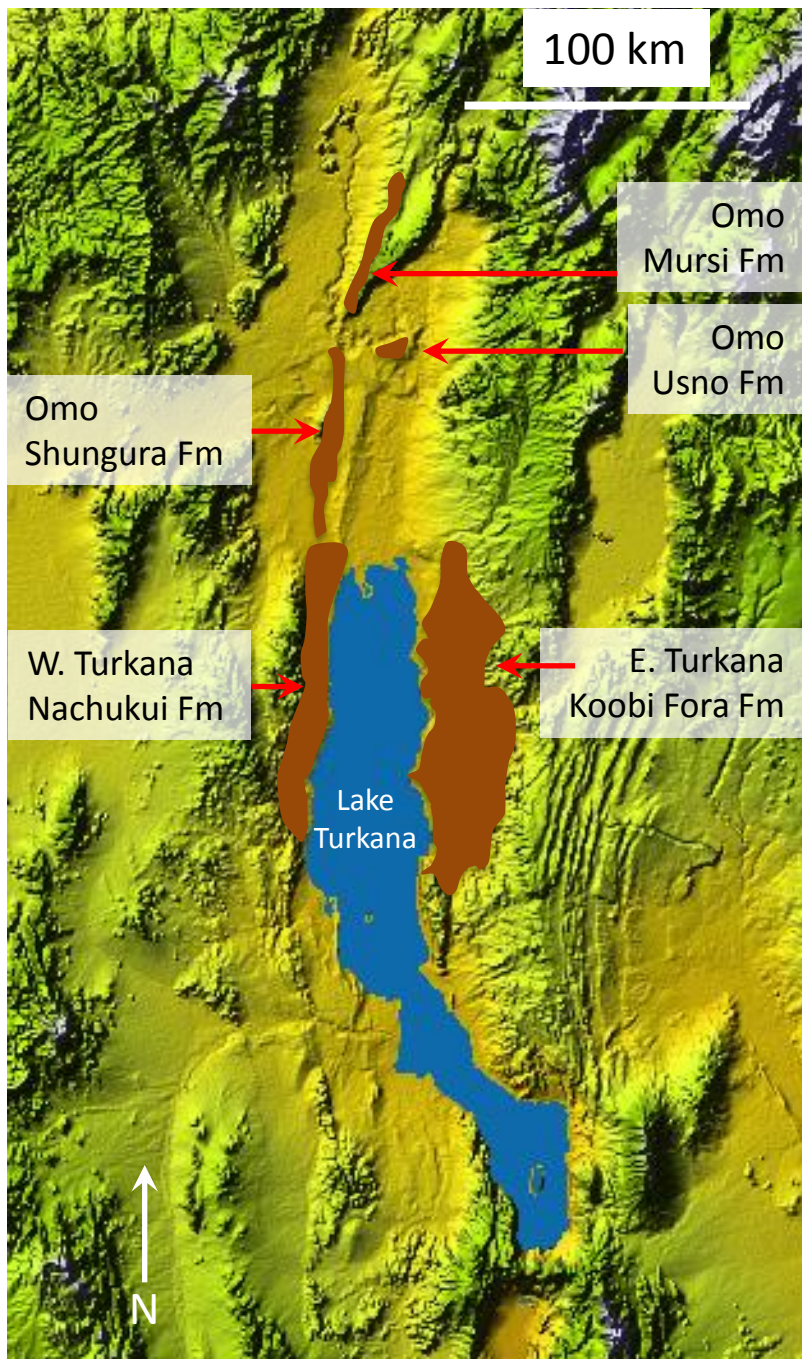 100 km
Omo
Mursi Fm
Omo
Usno Fm
Omo
Shungura Fm
W. Turkana
Nachukui Fm
E. Turkana
Koobi Fora Fm
Lake
Turkana
N